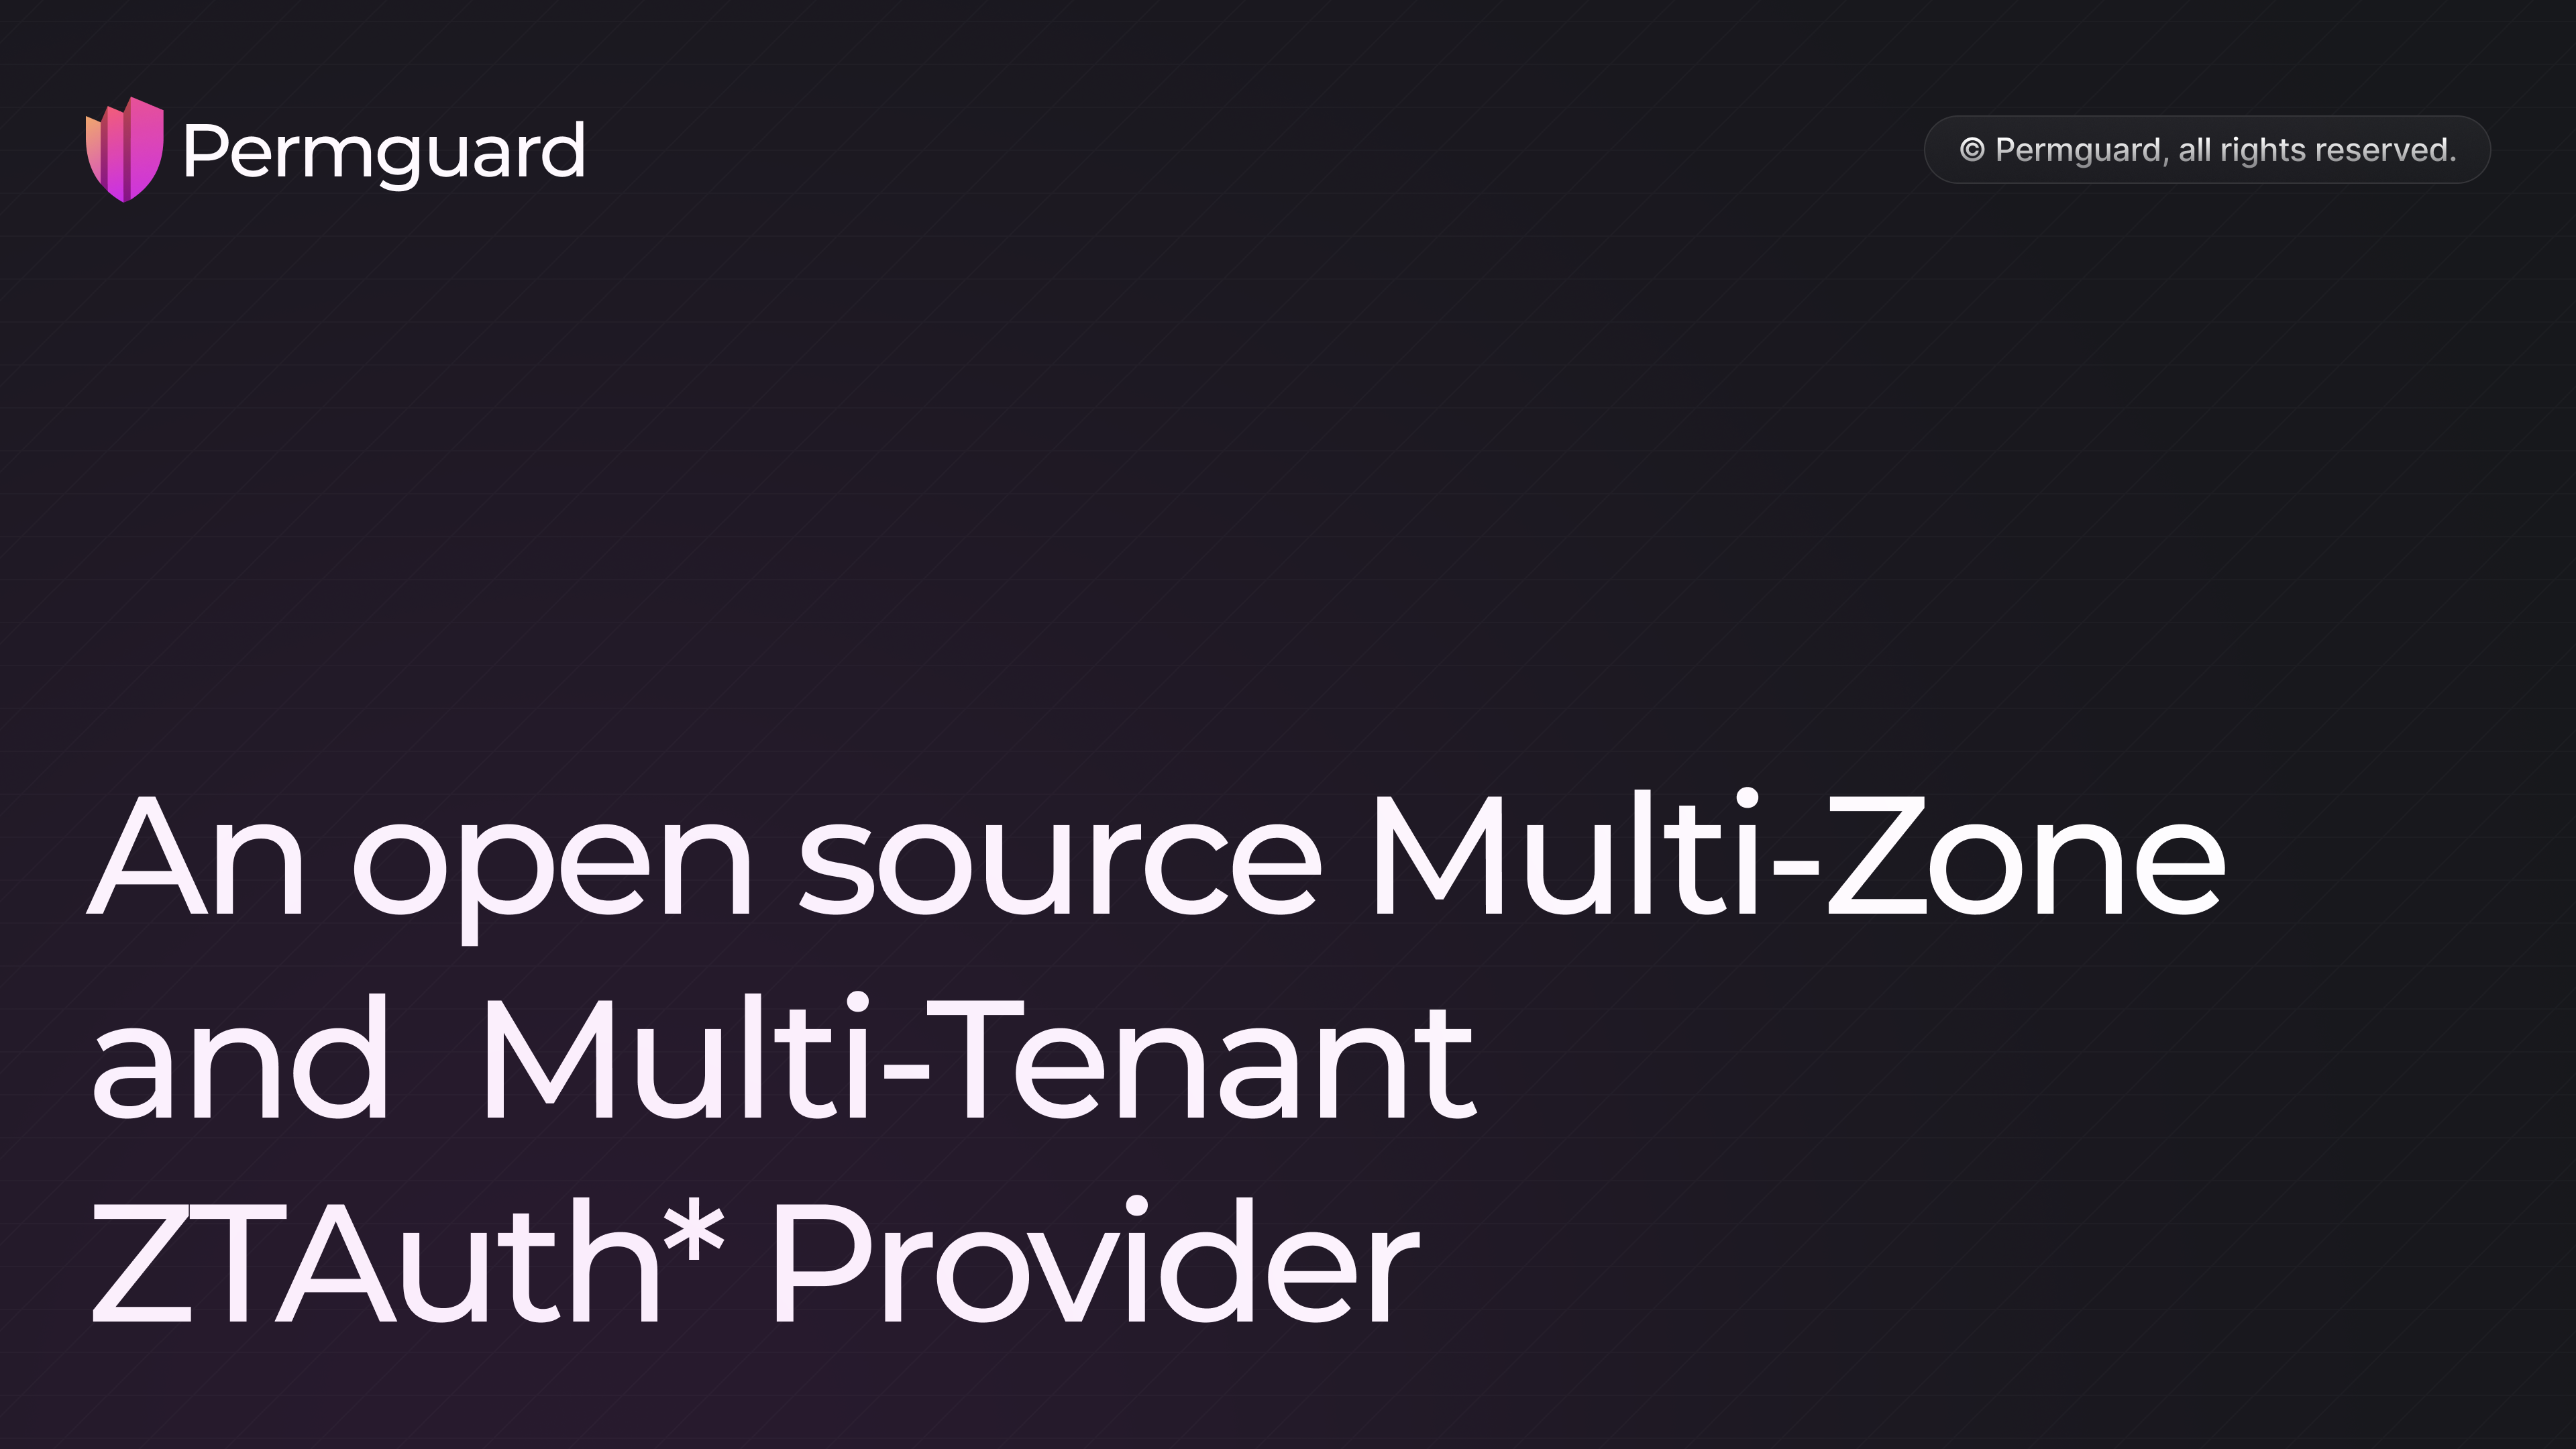 Permguard
© Permguard, all rights reserved.
An open source Multi-Zone
and  Multi-Tenant
ZTAuth* Provider